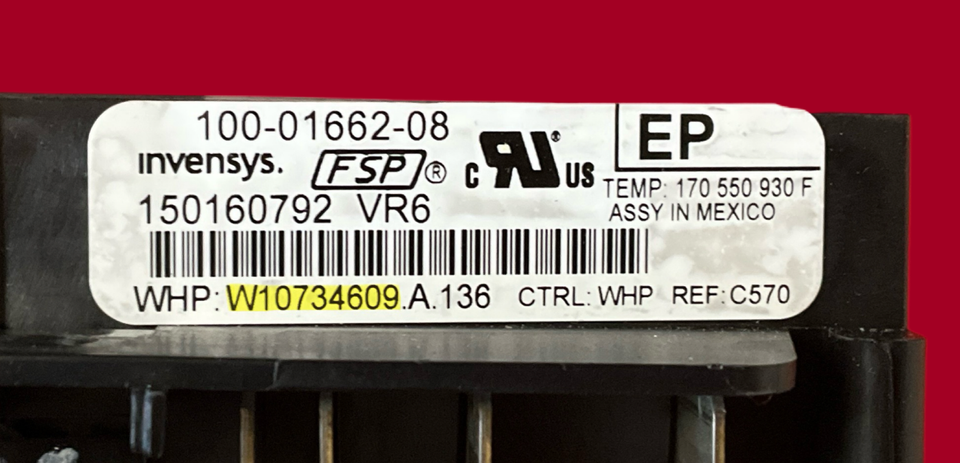 100-01662-08
invensys. FSP®
C RU® US
EP
150160792 VR6
TEMP: 170 550 930 F
ASSY IN MEXICO
WHP: W10734609.A.136 CTRL: WHP REF: C570